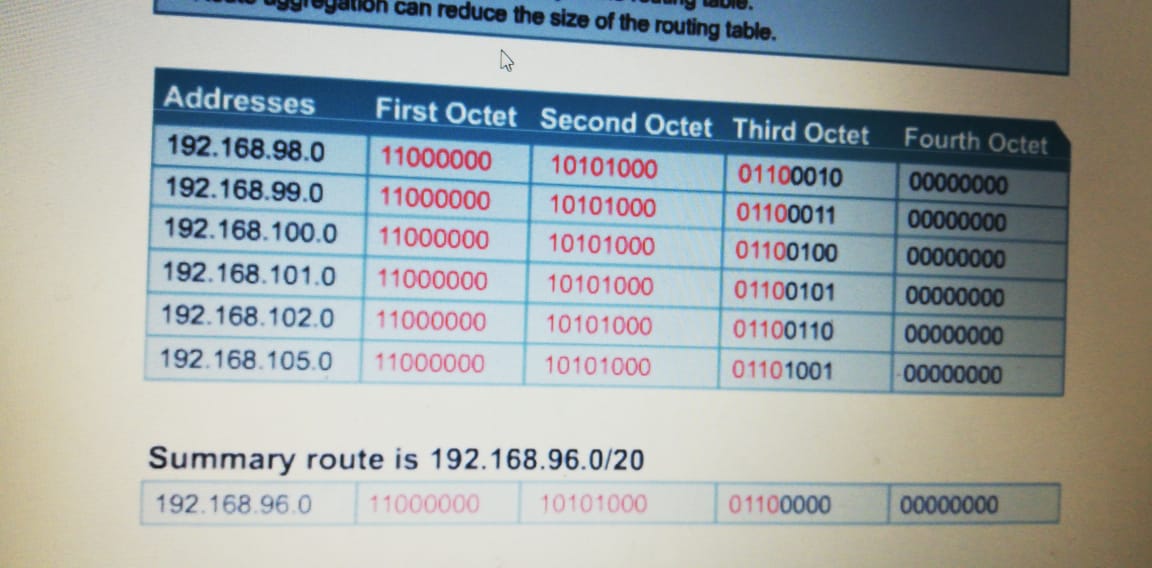 can reduce the size of the routing table.
Addresses First Octet Second Octet Third Octet Fourth Octet
192.168.98.0 11000000 10101000 01100010 00000000
192.168.99.0 11000000 10101000 01100011 00000000
192.168.100.0 11000000 10101000 01100100 00000000
192.168.101.0 11000000 10101000 01100101 00000000
192.168.102.0 11000000 10101000 01100110 00000000
192.168.105.0 11000000 10101000 01101001 00000000
Summary route is 192.168.96.0/20
192.168.96.0 11000000 10101000 01100000 00000000